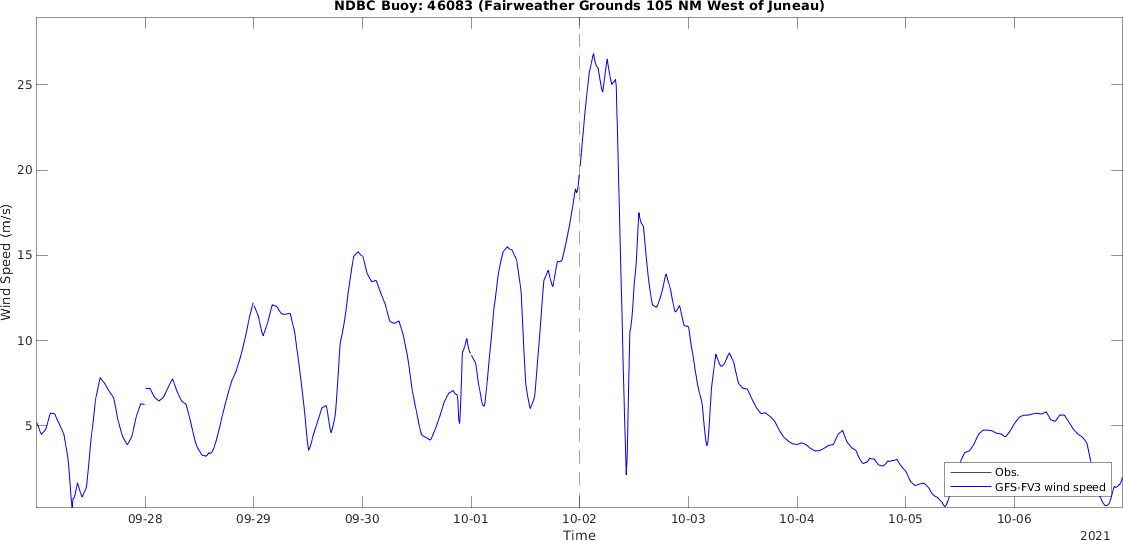 NDBC Buoy: 46083 (Fairweather Grounds 105 NM West of Juneau)
25
20
15
10
5
Wind Speed (m/s)
Obs.
GFS-FV3 wind speed
09-28 09-29 09-30 10-01 10-02 10-03 10-04 10-05 10-06
Time
2021